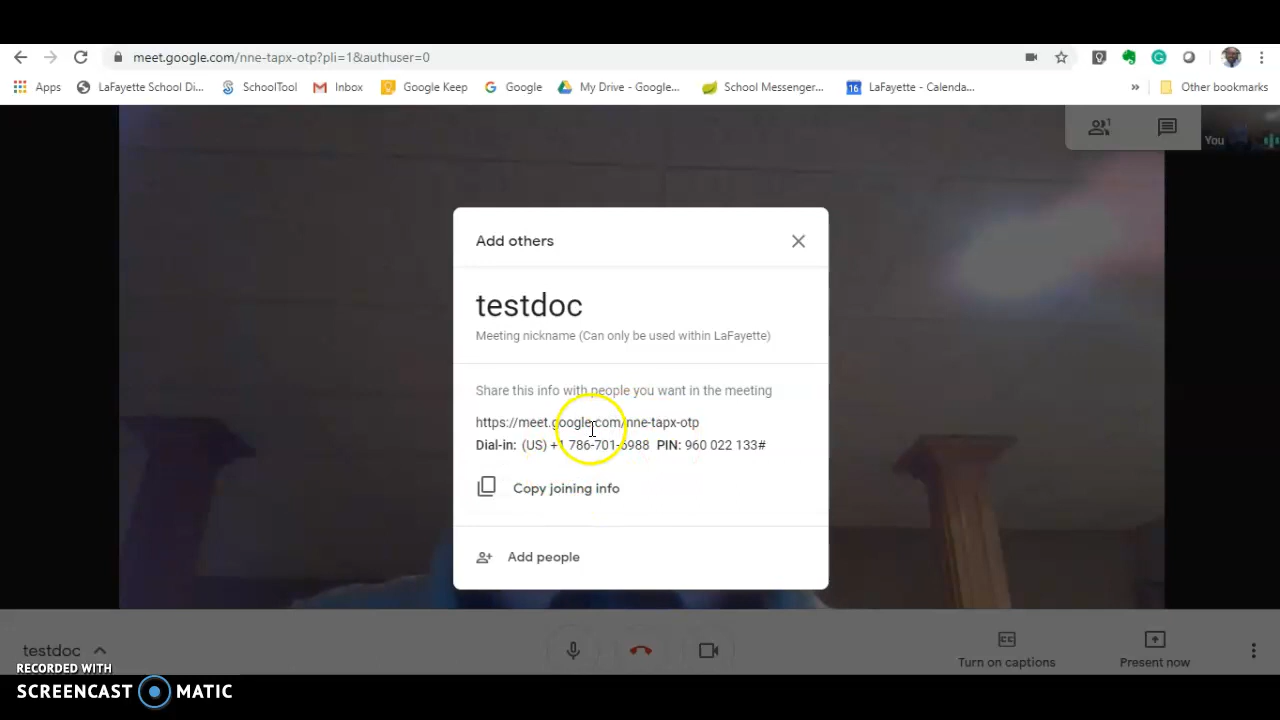 meet.google.com/nne-tapx-otp?pli=1&authuser=0
Apps LaFayette School Di... SchoolTool Inbox Google Keep Google My Drive - Google... School Messenger... 16 LaFayette - Calenda... » Other bookmarks
1 You
Add others
testdoc
Meeting nickname (Can only be used within LaFayette)
Share this info with people you want in the meeting
https://meet.google.com/nne-tapx-otp
Dial-in: (US) +1 786-701-6988 PIN: 960 022 133#
Copy joining info
Add people
testdoc
Turn on captions Present now
RECORDED WITH
SCREENCAST MATIC